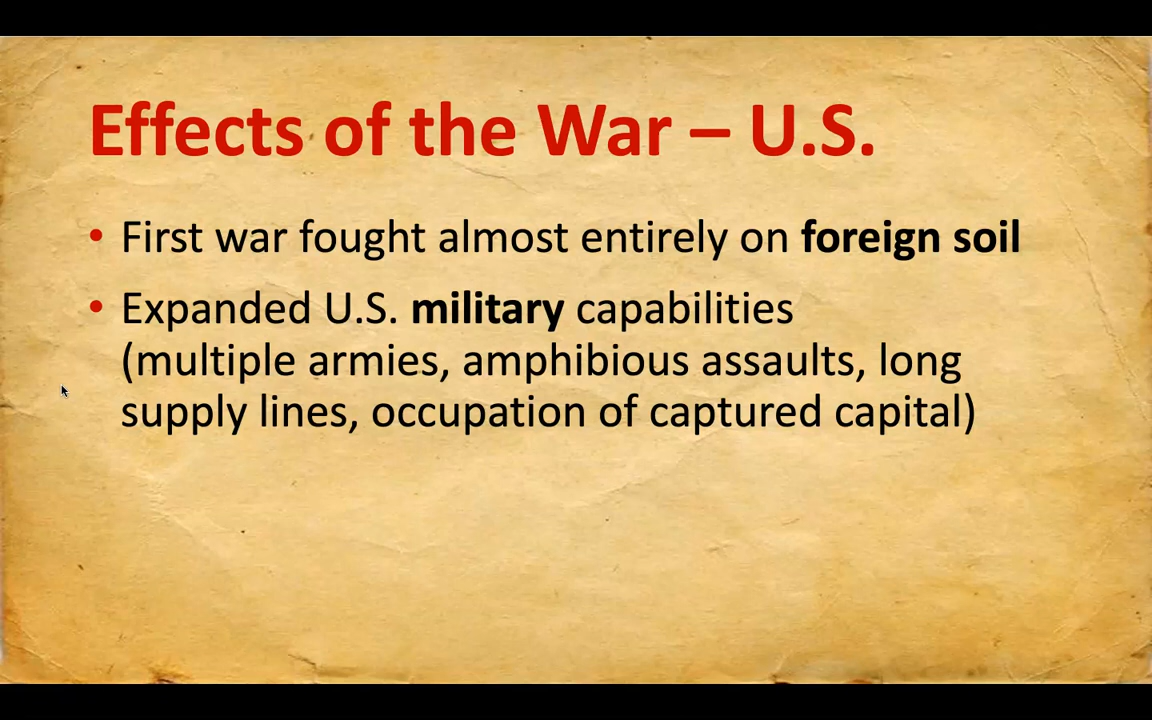 Effects of the War – U.S.
• First war fought almost entirely on foreign soil
• Expanded U.S. military capabilities
(multiple armies, amphibious assaults, long
supply lines, occupation of captured capital)